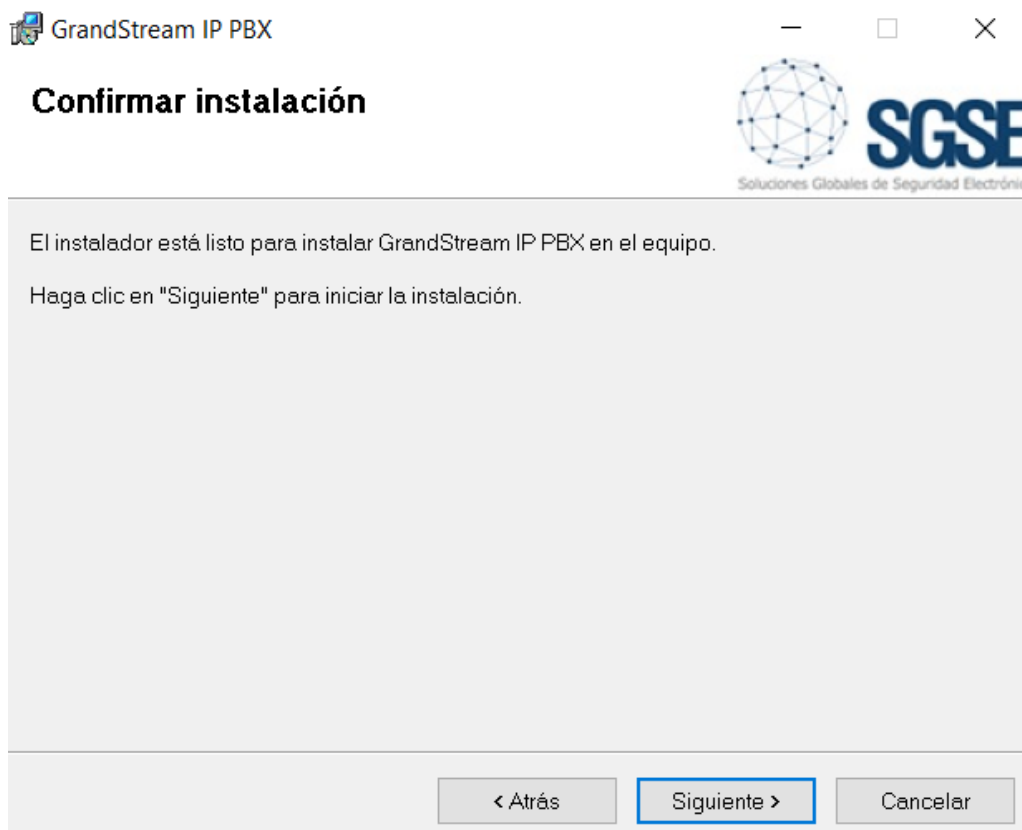 GrandStream IP PBX
Confirmar instalación
SGSE
Soluciones Globales de Seguridad Electróni
El instalador está listo para instalar GrandStream IP PBX en el equipo.
Haga clic en "Siguiente" para iniciar la instalación.
< Atrás
Siguiente >
Cancelar